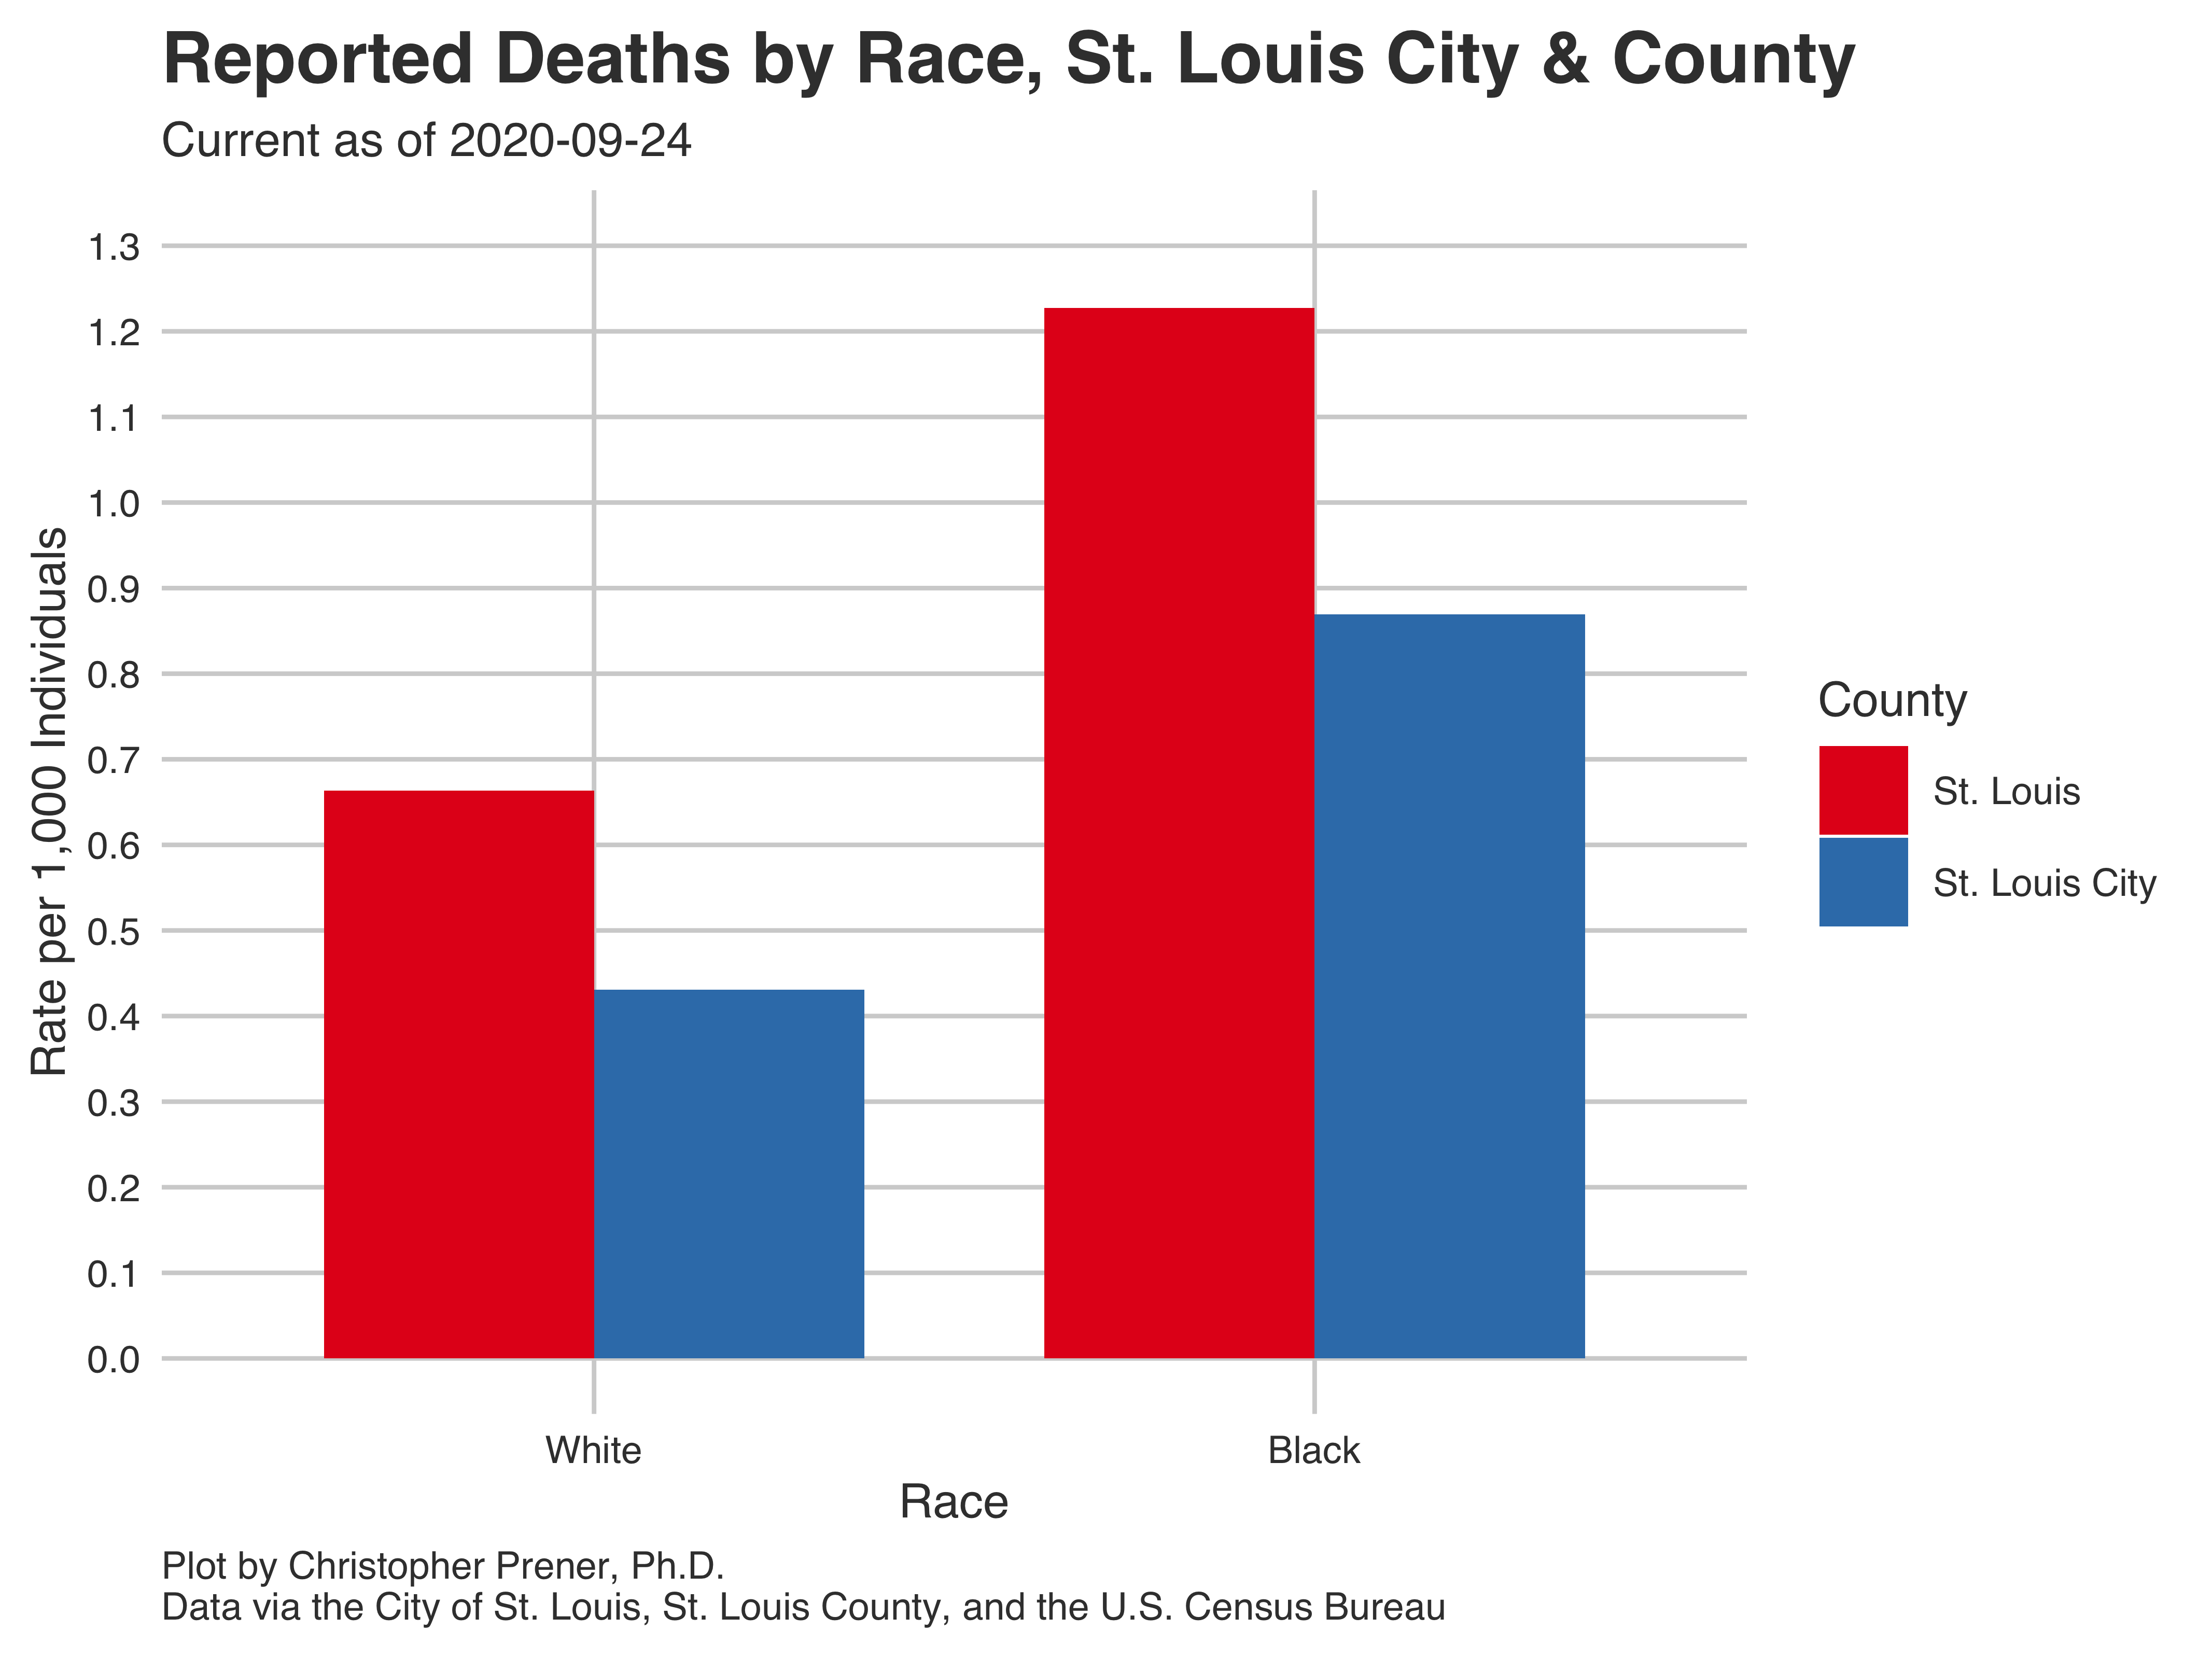 Reported Deaths by Race, St. Louis City & County
Current as of 2020-09-24
Rate per 1,000 Individuals
1.3
1.2
1.1
1.0
0.9
0.8
0.7
0.6
0.5
0.4
0.3
0.2
0.1
0.0
White
Black
Race
County
St. Louis
St. Louis City
Plot by Christopher Prener, Ph.D.
Data via the City of St. Louis, St. Louis County, and the U.S. Census Bureau